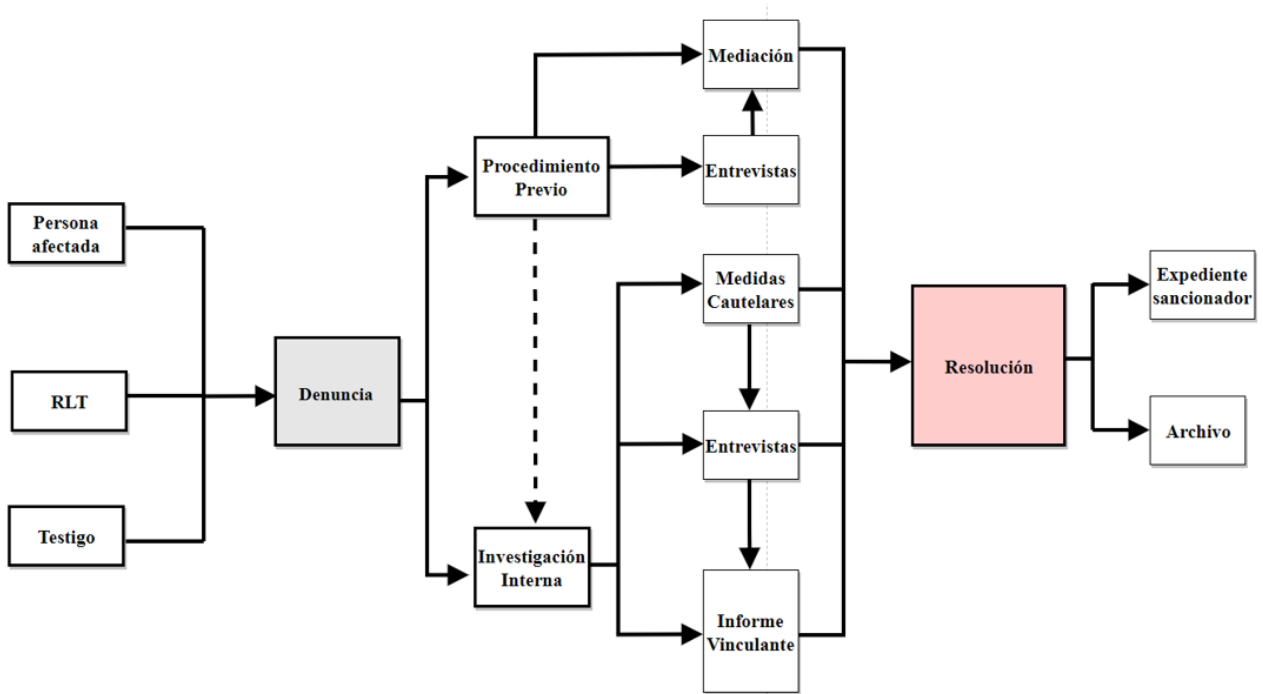 Persona
afectada
RLT
Testigo
Denuncia
Procedimiento
Previo
Investigación
Interna
Mediación
Entrevistas
Medidas
Cautelares
Entrevistas
Informe
Vinculante
Resolución
Expediente
sancionador
Archivo